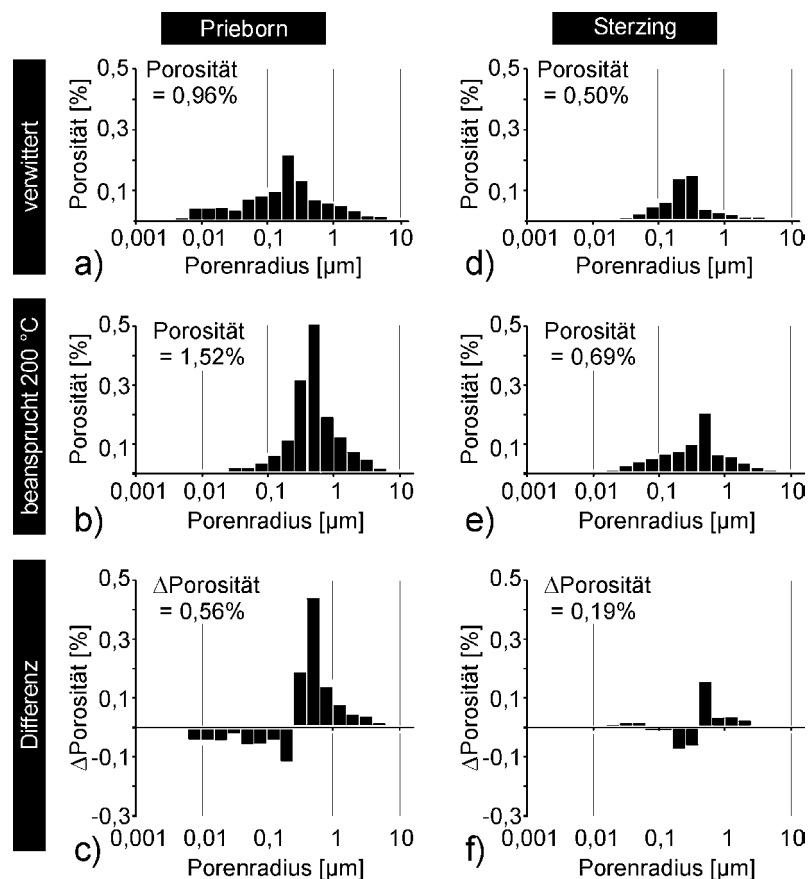 Prieborn
Sterzing
verwittert
Porosität [%]
0,5
0,3
0,1
Porosität
= 0,96%
0,001
0,01
0,1
1
10
a)
Porenradius [µm]
Porosität [%]
0,5
0,3
0,1
Porosität
= 0,50%
0,001
0,01
0,1
1
10
d)
Porenradius [µm]
beansprucht 200 °C
Porosität [%]
0,5
0,3
0,1
Porosität
= 1,52%
0,001
0,01
0,1
1
10
b)
Porenradius [µm]
Porosität [%]
0,5
0,3
0,1
Porosität
= 0,69%
0,001
0,01
0,1
1
10
e)
Porenradius [µm]
Differenz
ΔPorosität [%]
0,5
0,3
0,1
-0,1
-0,3
ΔPorosität
= 0,56%
0,001
0,01
0,1
1
10
c)
Porenradius [µm]
ΔPorosität [%]
0,5
0,3
0,1
-0,1
-0,3
ΔPorosität
= 0,19%
0,001
0,01
0,1
1
10
f)
Porenradius [µm]